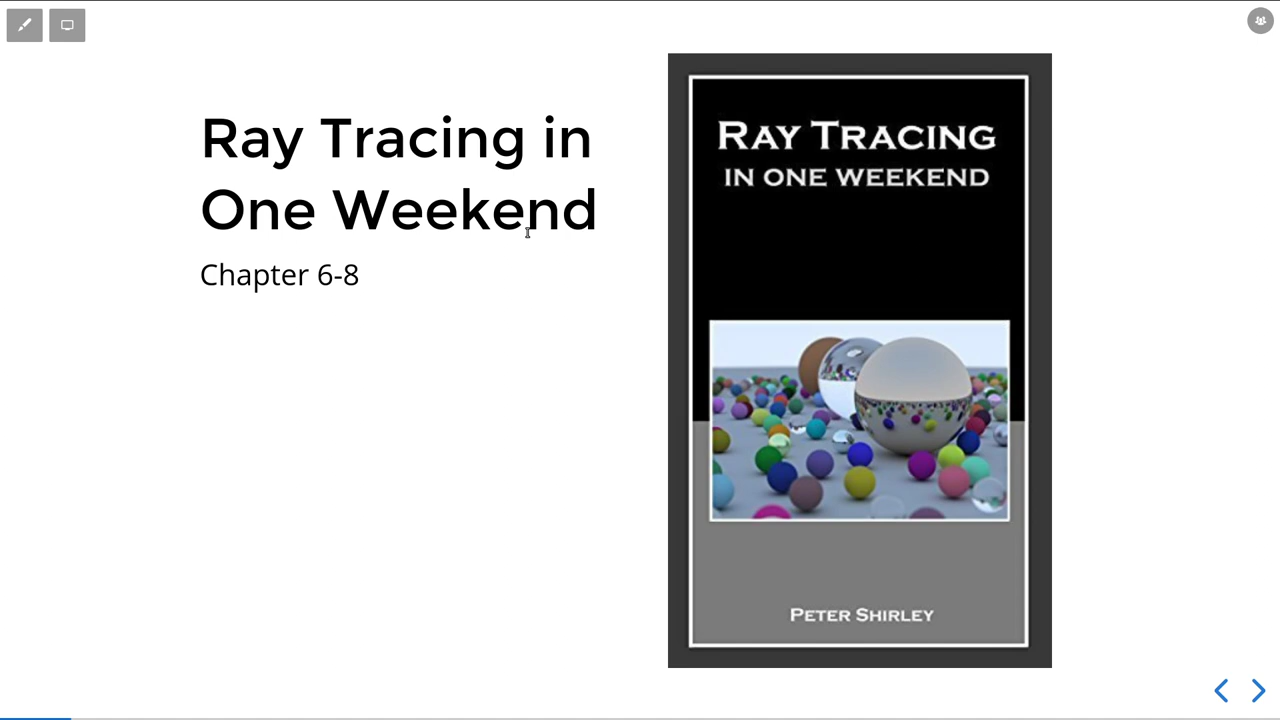 Ray Tracing in
One Weekend
Chapter 6-8
RAY TRACING
IN ONE WEEKEND
PETER SHIRLEY